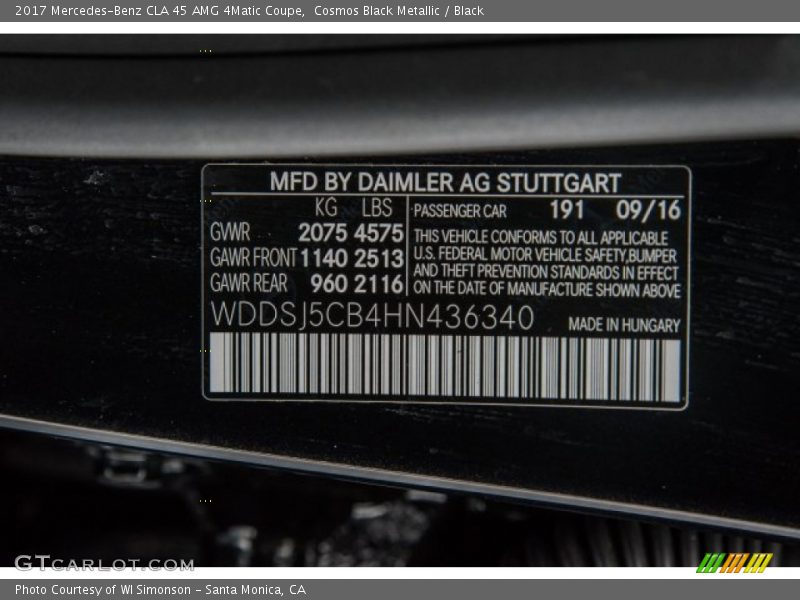 2017 Mercedes-Benz CLA 45 AMG 4Matic Coupe,  Cosmos Black Metallic / Black
MFD BY DAIMLER AG STUTTGART
KG LBS
GWR 2075 4575
GAWR FRONT 1140 2513
GAWR REAR 960 2116
PASSENGER CAR 191 09/16
THIS VEHICLE CONFORMS TO ALL APPLICABLE
U.S. FEDERAL MOTOR VEHICLE SAFETY,BUMPER
AND THEFT PREVENTION STANDARDS IN EFFECT
ON THE DATE OF MANUFACTURE SHOWN ABOVE
WDDSJ5CB4HN436340
MADE IN HUNGARY
GTCARLOT.COM
Photo Courtesy of WI Simonson - Santa Monica, CA